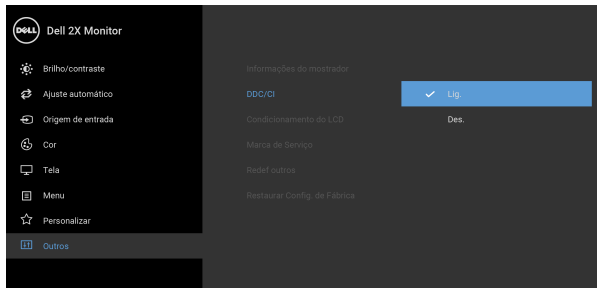 DELL Dell 2X Monitor
Brilho/contraste
Ajuste automático
Origem de entrada
Cor
Tela
Menu
Personalizar
Outros
Informações do mostrador
DDC/CI
Condicionamento do LCD
Marca de Serviço
Redef outros
Restaurar Config. de Fábrica
Lig.
Des.